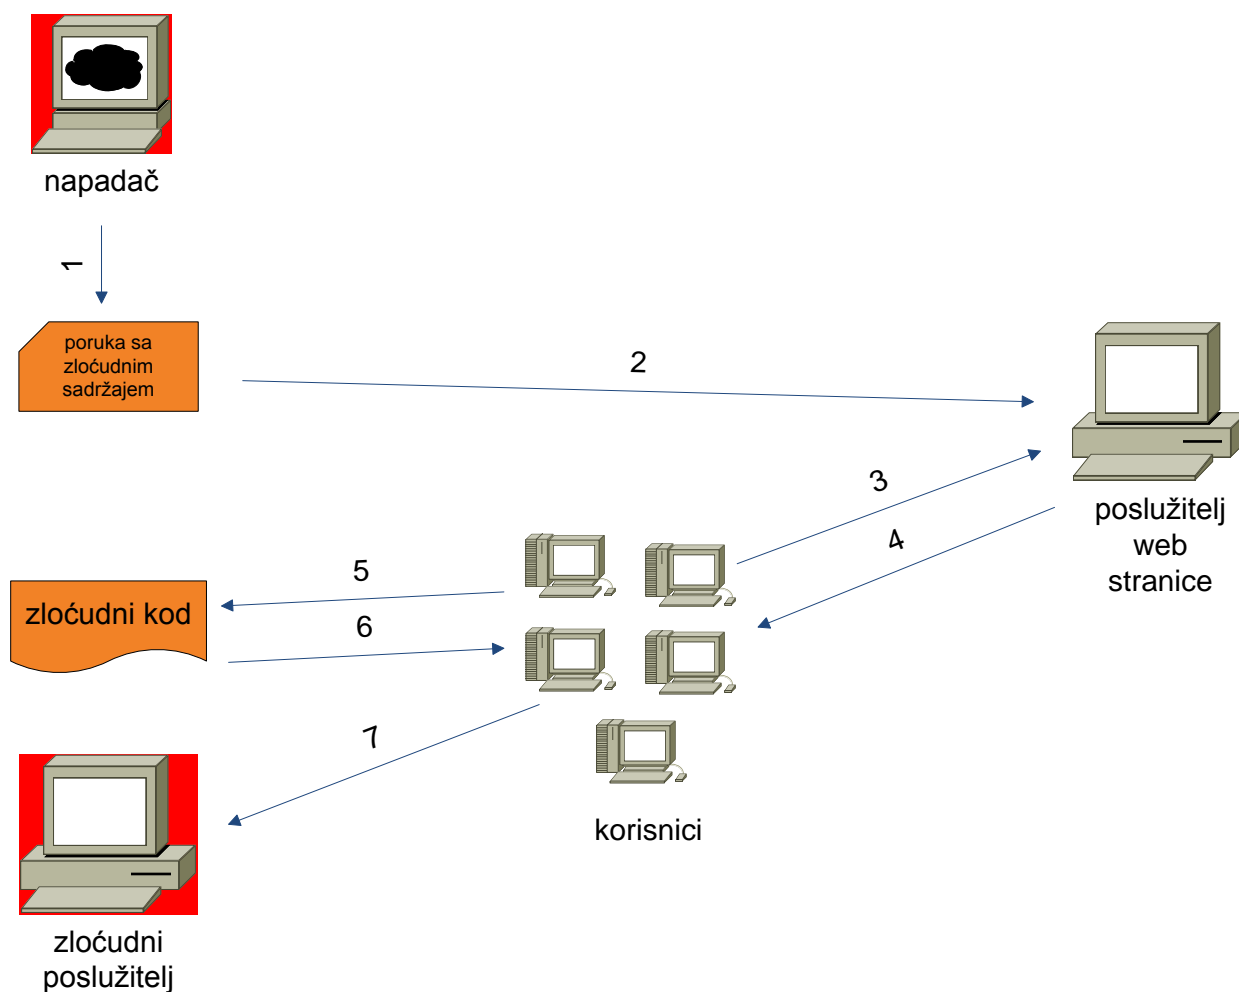 napadač
1
poruka sa
zloćudnim
sadržajem
2
3
4
poslužitelj
web
stranice
5
zloćudni kod
6
7
korisnici
zloćudni
poslužitelj